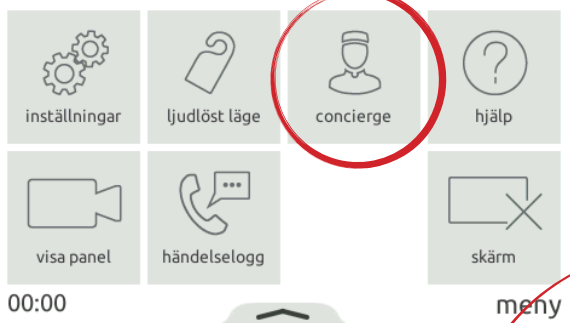 inställningar
ljudlöst läge
concierge
hjälp
visa panel
händelselogg
skärm
00:00
meny